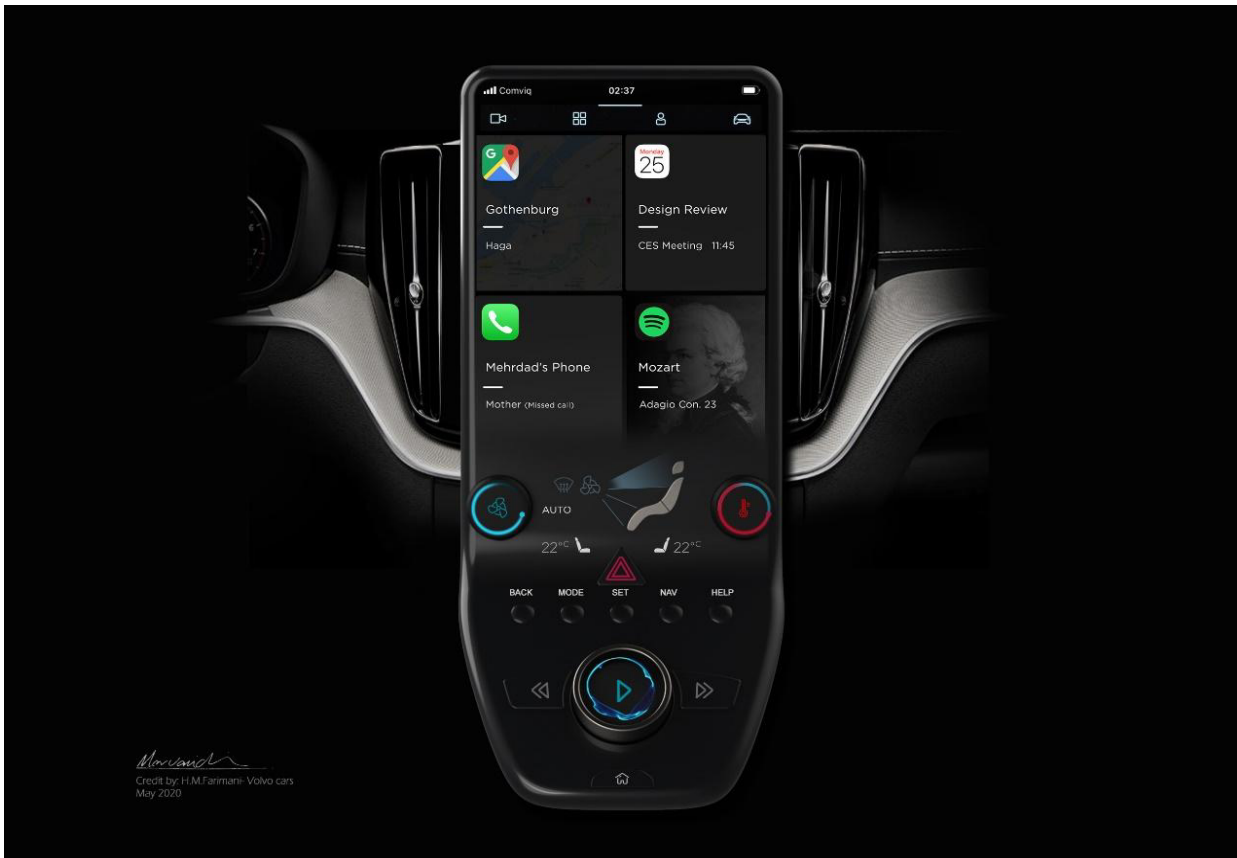 Comviq 02:37
Monday
25
Gothenburg
Haga
Design Review
CES Meeting 11:45
Mehrdad's Phone
Mother (Missed call)
Mozart
Adagio Con. 23
AUTO
22°C 22°C
BACK MODE SET NAV HELP
Credit by: H.M.Farimani- Volvo cars
May 2020